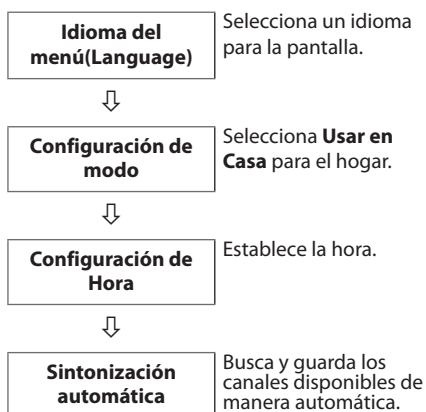 Idioma del
menú(Language)
Selecciona un idioma
para la pantalla.
Configuración de
modo
Selecciona Usar en
Casa para el hogar.
Configuración de
Hora
Establece la hora.
Sintonización
automática
Busca y guarda los
canales disponibles de
manera automática.